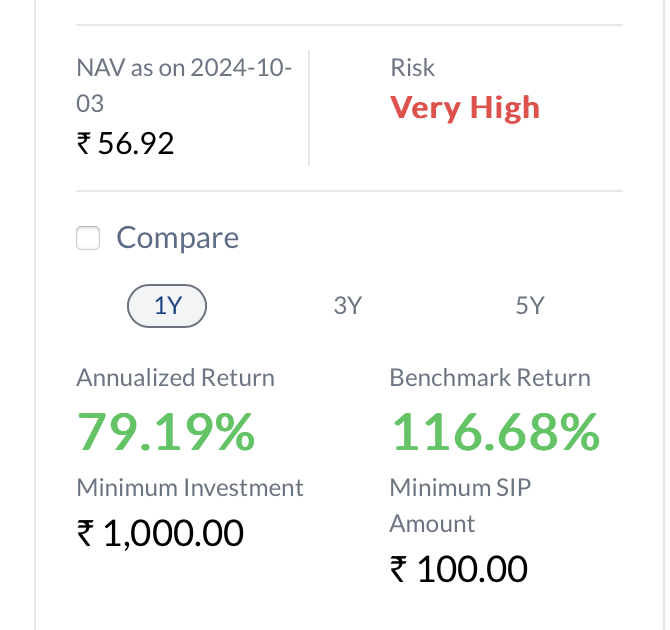 NAV as on 2024-10-
03
₹ 56.92
Risk
Very High
Compare
1Y
3Y
5Y
Annualized Return
79.19%
Benchmark Return
116.68%
Minimum Investment
₹ 1,000.00
Minimum SIP
Amount
₹ 100.00